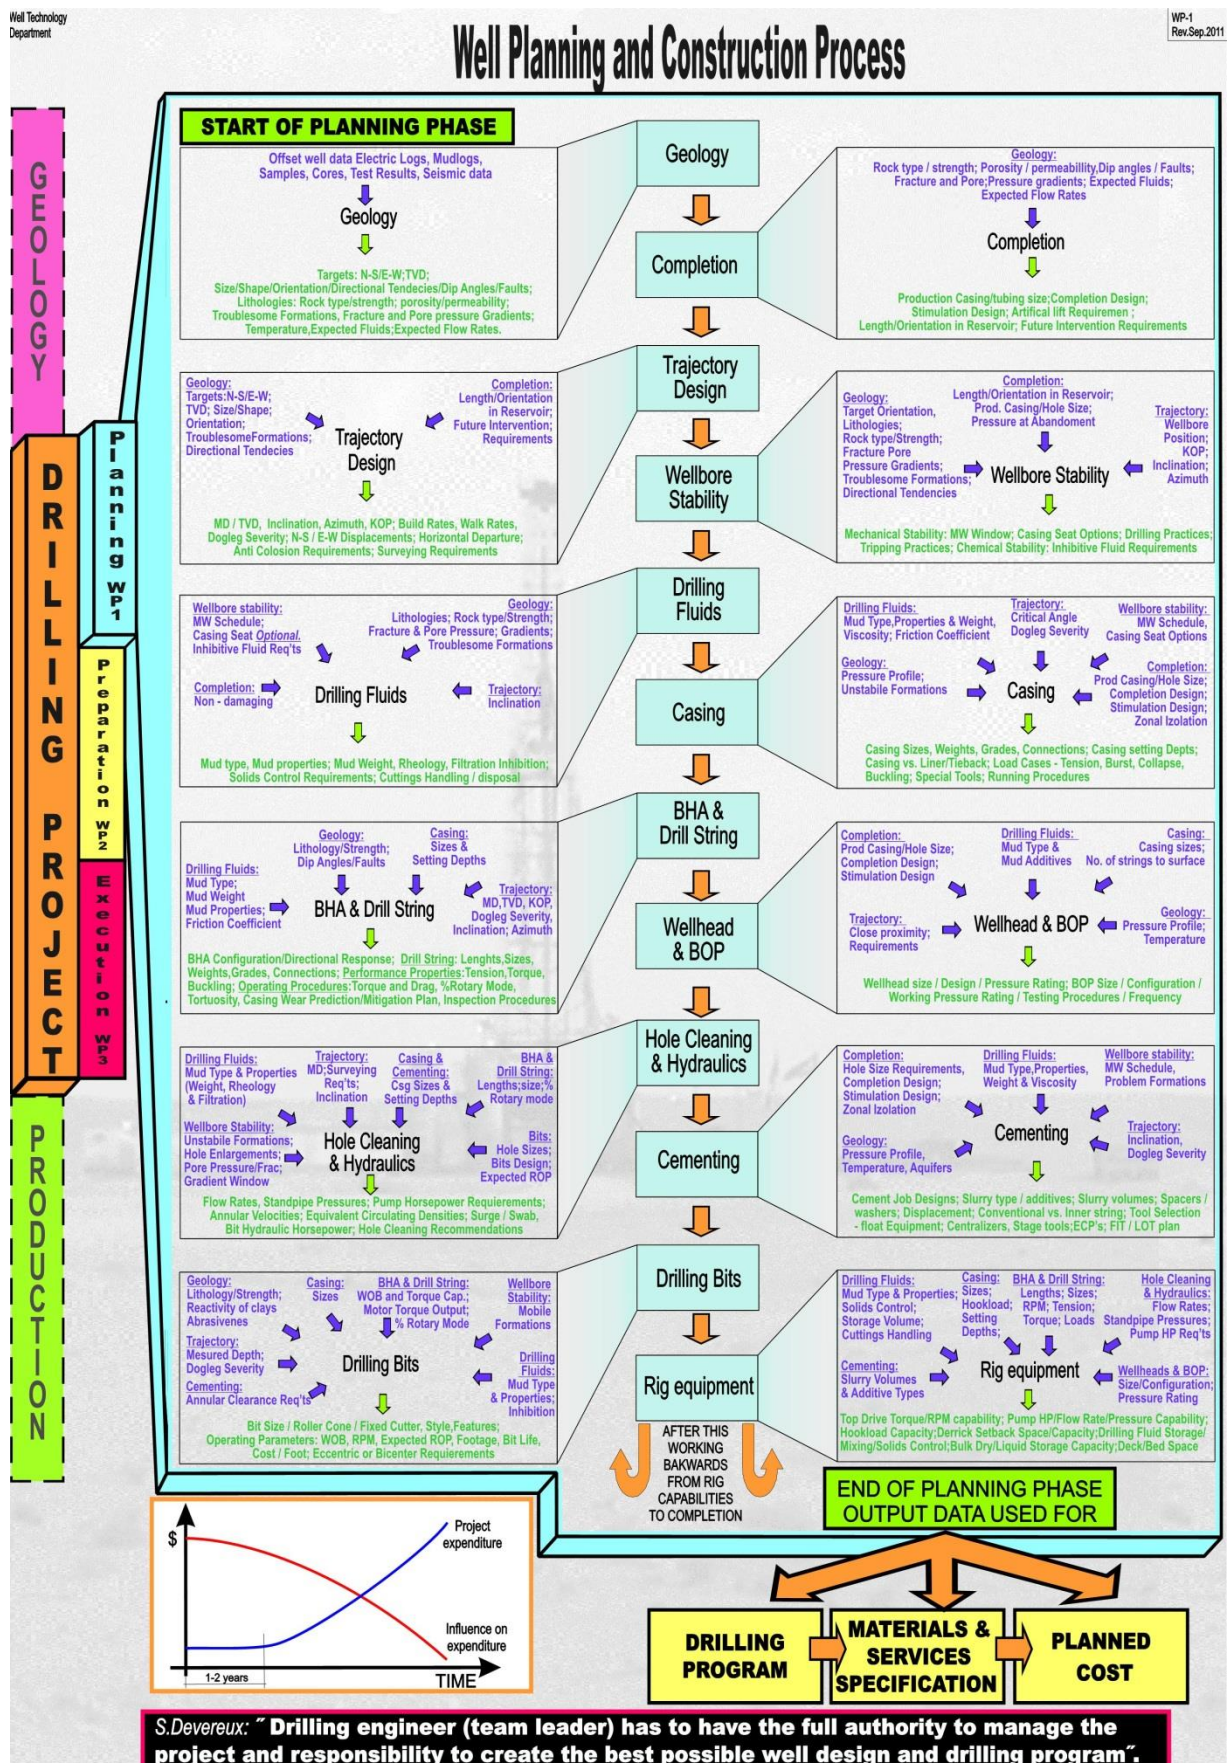 Well Technology
Department
WP-1
Rev.Sep.2011
Well Planning and Construction Process
GEOLOGY
DRILLING PROJECT
PRODUCTION
Planning WP1
Preparation WP2
Execution WP3
START OF PLANNING PHASE
Geology
Completion
Trajectory
Design
Wellbore
Stability
Drilling
Fluids
Casing
BHA &
Drill String
Wellhead
& BOP
Hole Cleaning
& Hydraulics
Cementing
Drilling Bits
Rig equipment
Offset well data Electric Logs, Mudlogs,
Samples, Cores, Test Results, Seismic data
Geology
Targets: N-S/E-W;TVD;
Size/Shape/Orientation/Directional Tendecies/Dip Angles/Faults;
Lithologies: Rock type/strength; porosity/permeability;
Troublesome Formations, Fracture and Pore pressure Gradients;
Temperature,Expected Fluids;Expected Flow Rates.
Geology:
Rock type / strength; Porosity / permeabillity,Dip angles / Faults;
Fracture and Pore;Pressure gradients; Expected Fluids;
Expected Flow Rates
Completion
Production Casing/tubing size;Completion Design;
Stimulation Design; Artifical lift Requiremen ;
Length/Orientation in Reservoir; Future Intervention Requirements
Geology:
Targets:N-S/E-W;
TVD; Size/Shape;
Orientation;
TroublesomeFormations;
Directional Tendecies
Completion:
Length/Orientation
in Reservoir;
Future Intervention;
Requirements
Trajectory
Design
MD / TVD, Inclination, Azimuth, KOP; Build Rates, Walk Rates,
Dogleg Severity; N-S / E-W Displacements; Horizontal Departure;
Anti Colosion Requirements; Surveying Requirements
Geology:
Target Orientation,
Lithologies;
Rock type/Strength;
Fracture Pore
Pressure Gradients;
Troublesome Formations;
Directional Tendencies
Completion:
Length/Orientation in Reservoir;
Prod. Casing/Hole Size;
Pressure at Abandoment
Trajectory:
Wellbore
Position;
KOP;
Inclination;
Azimuth
Wellbore Stability
Mechanical Stability: MW Window; Casing Seat Options; Drilling Practices;
Tripping Practices; Chemical Stability: Inhibitive Fluid Requirements
Wellbore stability:
MW Schedule;
Casing Seat Optional.
Inhibitive Fluid Req'ts
Geology:
Lithologies; Rock type/Strength;
Fracture & Pore Pressure; Gradients;
Troublesome Formations
Completion:
Non - damaging
Drilling Fluids
Trajectory:
Inclination
Mud type, Mud properties; Mud Weight, Rheology, Filtration Inhibition;
Solids Control Requirements; Cuttings Handling / disposal
Drilling Fluids:
Mud Type,Properties & Weight,
Viscosity; Friction Coefficient
Trajectory:
Critical Angle
Dogleg Severity
Wellbore stability:
MW Schedule,
Casing Seat Options
Geology:
Pressure Profile;
Unstabile Formations
Casing
Completion:
Prod Casing/Hole Size;
Completion Design;
Stimulation Design;
Zonal Izolation
Casing Sizes, Weights, Grades, Connections; Casing setting Depts;
Casing vs. Liner/Tieback; Load Cases - Tension, Burst, Collapse,
Buckling; Special Tools; Running Procedures
Drilling Fluids:
Mud Type;
Mud Weight
Mud Properties;
Friction Coefficient
Geology:
Lithology/Strength;
Dip Angles/Faults
Casing:
Sizes &
Setting Depths
Trajectory:
MD,TVD, KOP,
Dogleg Severity,
Inclination; Azimuth
BHA & Drill String
BHA Configuration/Directional Response; Drill String: Lenghts,Sizes,
Weights,Grades, Connections; Performance Properties:Tension,Torque,
Buckling; Operating Procedures:Torque and Drag, %Rotary Mode,
Tortuosity, Casing Wear Prediction/Mitigation Plan, Inspection Procedures
Completion:
Prod Casing/Hole Size;
Completion Design;
Stimulation Design
Drilling Fluids:
Mud Type &
Mud Additives
Casing:
Casing sizes;
No. of strings to surface
Trajectory:
Close proximity;
Requirements
Wellhead & BOP
Geology:
Pressure Profile;
Temperature
Wellhead size / Design / Pressure Rating; BOP Size / Configuration /
Working Pressure Rating / Testing Procedures / Frequency
Drilling Fluids:
Mud Type & Properties
(Weight, Rheology
& Filtration)
Trajectory:
MD;Surveying
Req'ts;
Inclination
Casing &
Cementing:
Csg Sizes &
Setting Depths
BHA &
Drill String:
Lengths;size;%
Rotary mode
Wellbore Stability:
Unstabile Formations;
Hole Enlargements;
Pore Pressure/Frac,
Gradient Window
Hole Cleaning
& Hydraulics
Bits:
Hole Sizes;
Bits Design;
Expected ROP
Flow Rates, Standpipe Pressures; Pump Horsepower Requierements;
Annular Velocities; Equivalent Circulating Densities; Surge / Swab,
Bit Hydraulic Horsepower; Hole Cleaning Recommendations
Completion:
Hole Size Requirements,
Completion Design;
Stimulation Design;
Zonal Izolation
Drilling Fluids:
Mud Type,Properties,
Weight & Viscosity
Wellbore stability:
MW Schedule,
Problem Formations
Geology:
Pressure Profile,
Temperature, Aquifers
Cementing
Trajectory:
Inclination,
Dogleg Severity
Cement Job Designs; Slurry type / additives; Slurry volumes; Spacers /
washers; Displacement; Conventional vs. Inner string; Tool Selection
- float Equipment; Centralizers, Stage tools;ECP's; FIT / LOT plan
Geology:
Lithology/Strength;
Reactivity of clays
Abrasivenes
Casing:
Sizes
BHA & Drill String:
WOB and Torque Cap.;
Motor Torque Output;
% Rotary Mode
Wellbore
Stability:
Mobile
Formations
Trajectory:
Mesured Depth;
Dogleg Severity
Cementing:
Annular Clearance Req'ts
Drilling Bits
Drilling
Fluids:
Mud Type
& Properties;
Inhibition
Bit Size / Roller Cone / Fixed Cutter, Style,Features;
Operating Parameters: WOB, RPM, Expected ROP, Footage, Bit Life,
Cost / Foot; Eccentric or Bicenter Requierements
Drilling Fluids:
Mud Type & Properties;
Solids Control;
Storage Volume;
Cuttings Handling
Casing:
Sizes;
Hookload;
Setting
Depths;
BHA & Drill String:
Lengths; Sizes;
RPM; Tension;
Torque; Loads
Hole Cleaning
& Hydraulics:
Flow Rates;
Standpipe Pressures;
Pump HP Req'ts
Cementing:
Slurry Volumes
& Additive Types
Rig equipment
Wellheads & BOP:
Size/Configuration;
Pressure Rating
Top Drive Torque/RPM capability; Pump HP/Flow Rate/Pressure Capability;
Hookload Capacity;Derrick Setback Space/Capacity;Drilling Fluid Storage/
Mixing/Solids Control;Bulk Dry/Liquid Storage Capacity;Deck/Bed Space
AFTER THIS
WORKING
BAKWARDS
FROM RIG
CAPABILITIES
TO COMPLETION
END OF PLANNING PHASE
OUTPUT DATA USED FOR
DRILLING
PROGRAM
MATERIALS &
SERVICES
SPECIFICATION
PLANNED
COST
$
Project
expenditure
Influence on
expenditure
1-2 years
TIME
S.Devereux: ˝ Drilling engineer (team leader) has to have the full authority to manage the
project and responsibility to create the best possible well design and drilling program˝